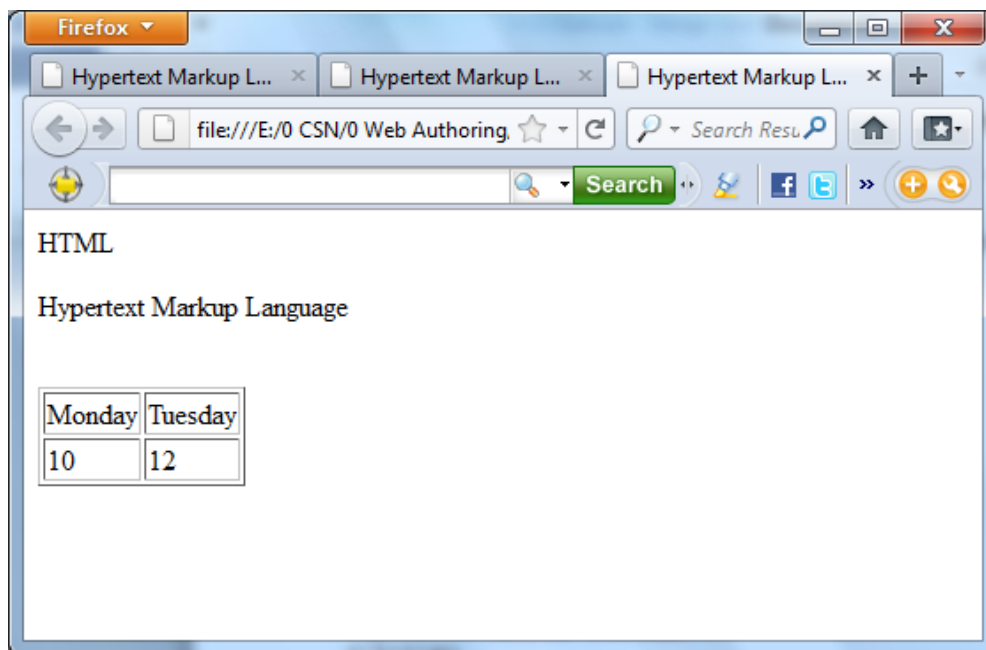 Firefox
Hypertext Markup L... Hypertext Markup L... Hypertext Markup L...
file:///E:/0 CSN/0 Web Authoring, Search Resu
Search
HTML
Hypertext Markup Language
Monday Tuesday
10 12